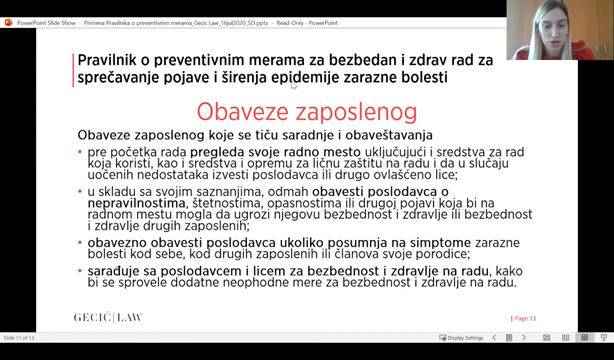 PowerPoint Slide Show - Primena Pravilnika o preventivnim merama_Gecic Law_16jul2020_SD.pptx - Read-Only - PowerPoint
Pravilnik o preventivnim merama za bezbedan i zdrav rad za
sprečavanje pojave i širenja epidemije zarazne bolesti
Obaveze zaposlenog
Obaveze zaposlenog koje se tiču saradnje i obaveštavanja
• pre početka rada pregleda svoje radno mesto uključujući i sredstva za rad
koja koristi, kao i sredstva i opremu za ličnu zaštitu na radu i da u slučaju
uočenih nedostataka izvesti poslodavca ili drugo ovlašćeno lice;
• u skladu sa svojim saznanjima, odmah obavesti poslodavca o
nepravilnostima, štetnostima, opasnostima ili drugoj pojavi koja bi na
radnom mestu mogla da ugrozi njegovu bezbednost i zdravlje ili bezbednost
i zdravlje drugih zaposlenih;
• obavezno obavesti poslodavca ukoliko posumnja na simptome zarazne
bolesti kod sebe, kod drugih zaposlenih ili članova svoje porodice;
• sarađuje sa poslodavcem i licem za bezbednost i zdravlje na radu, kako
bi se sprovele dodatne neophodne mere za bezbednost i zdravlje na radu.
GECIĆ|LAW
| Page 11
Slide 11 of 13
Display Settings